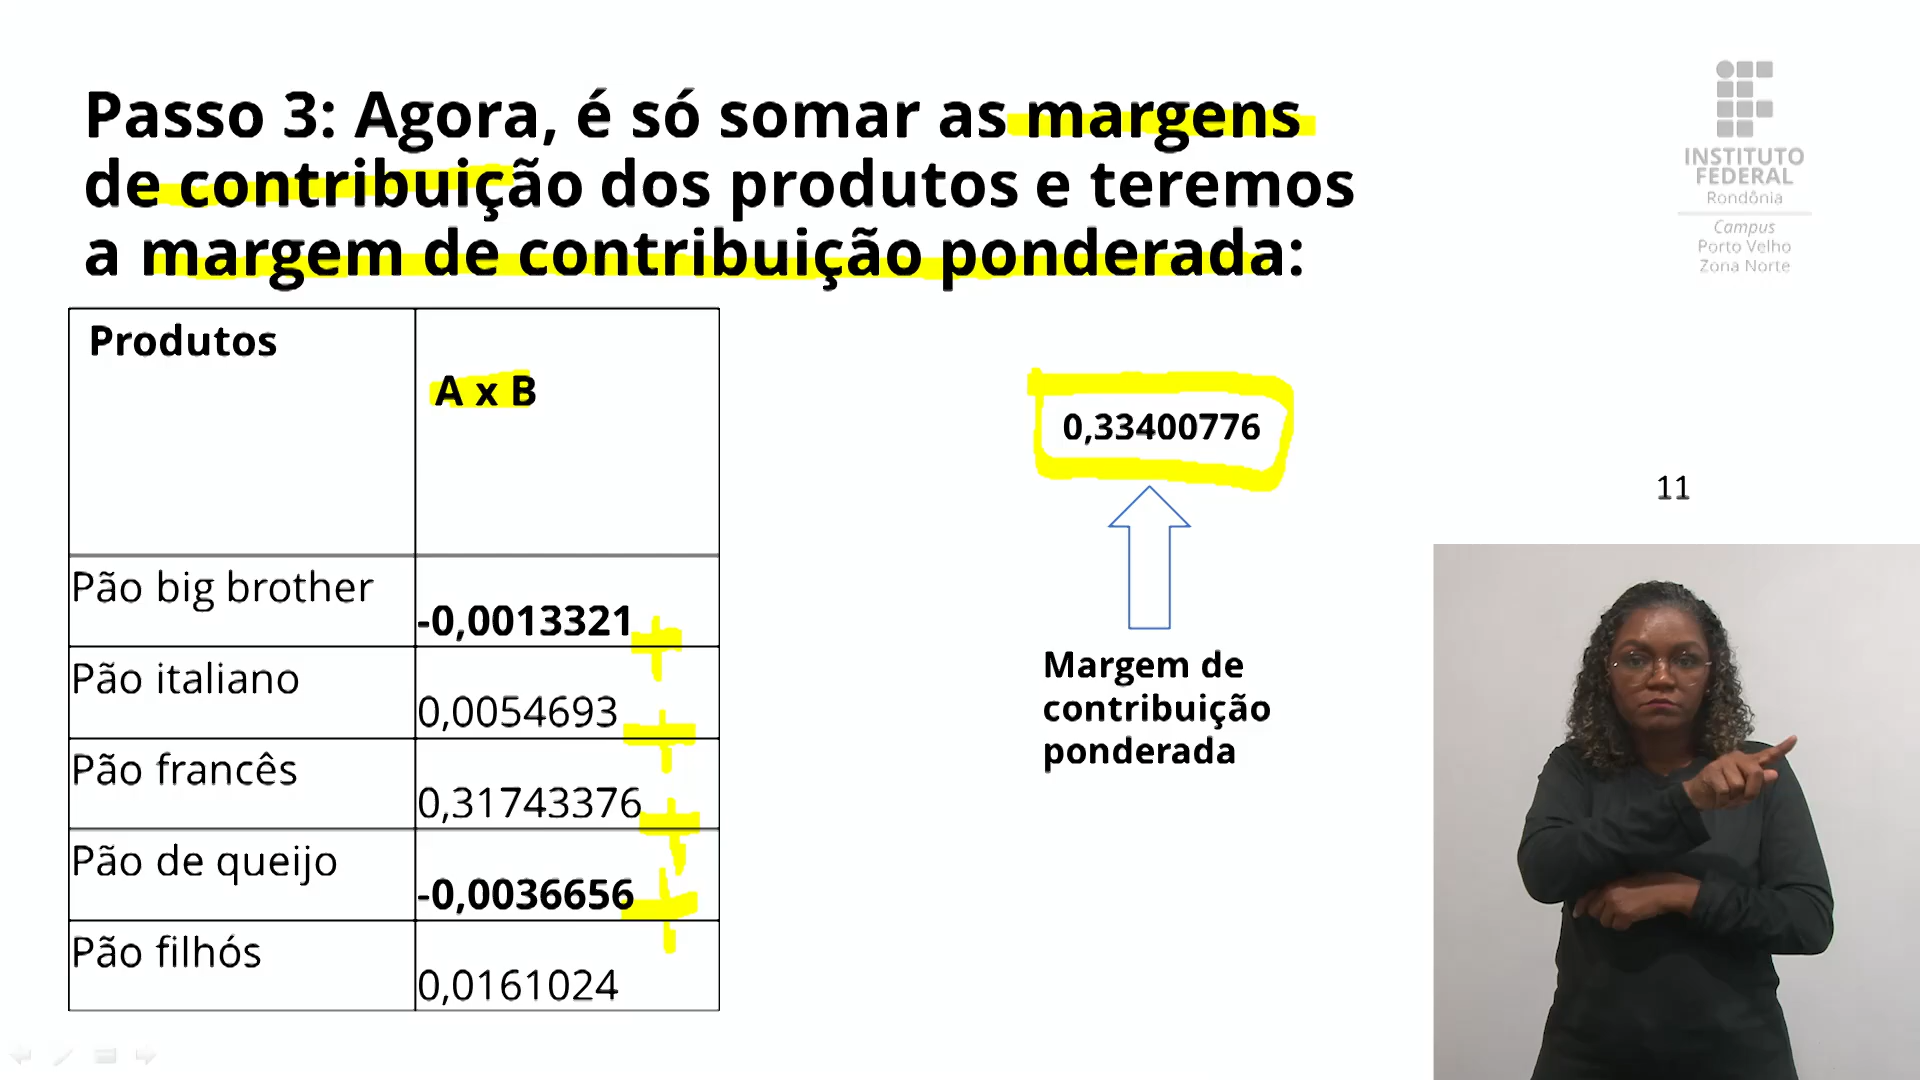 Passo 3: Agora, é só somar as margens
de contribuição dos produtos e teremos
a margem de contribuição ponderada:
INSTITUTO
FEDERAL
Rondônia
Campus
Porto Velho
Zona Norte
Produtos
A x B
Pão big brother
-0,0013321
Pão italiano
0,0054693
Pão francês
0,31743376
Pão de queijo
-0,0036656
Pão filhós
0,0161024
0,33400776
Margem de
contribuição
ponderada
11